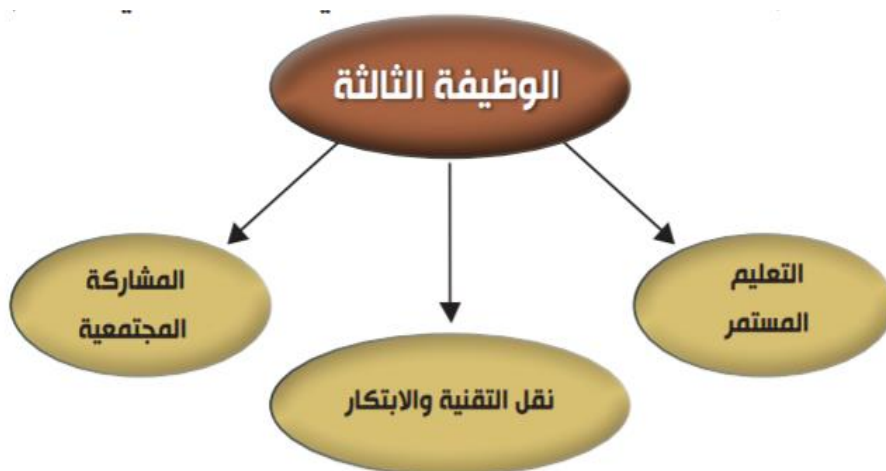 الوظيفة الثالثة
التعليم
المستمر
نقل التقنية والابتكار
المشاركة
المجتمعية